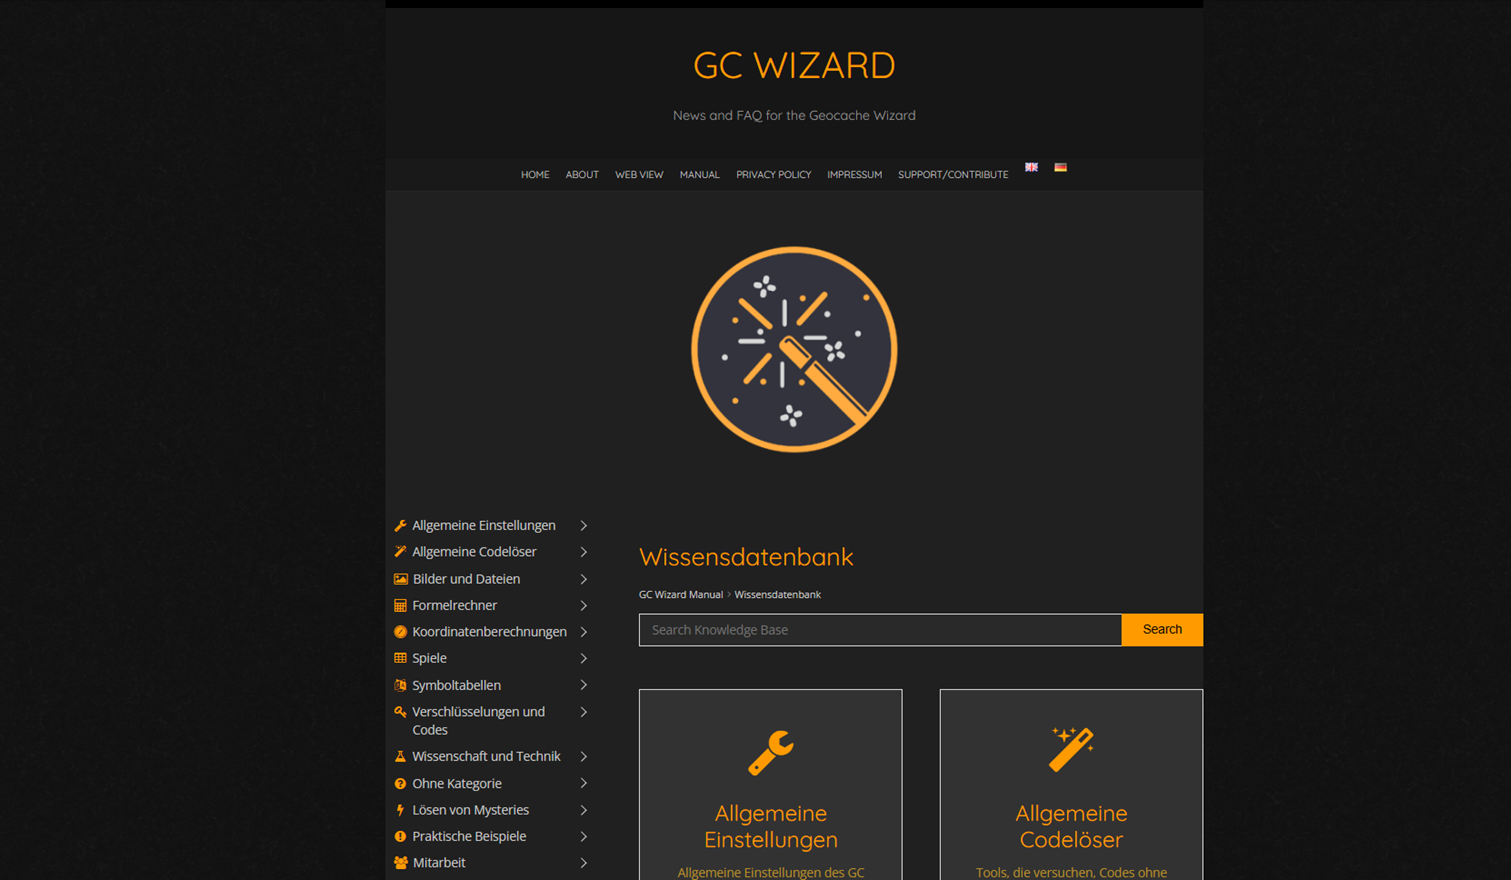 GC WIZARD
News and FAQ for the Geocache Wizard
HOME ABOUT WEB VIEW MANUAL PRIVACY POLICY IMPRESSUM SUPPORT/CONTRIBUTE
Allgemeine Einstellungen
Allgemeine Codelöser
Bilder und Dateien
Formelrechner
Koordinatenberechnungen
Spiele
Symboltabellen
Verschlüsselungen und
Codes
Wissenschaft und Technik
Ohne Kategorie
Lösen von Mysteries
Praktische Beispiele
Mitarbeit
Wissensdatenbank
GC Wizard Manual > Wissensdatenbank
Search Knowledge Base
Search
Allgemeine
Einstellungen
Allgemeine Einstellungen des GC
Allgemeine
Codelöser
Tools, die versuchen, Codes ohne